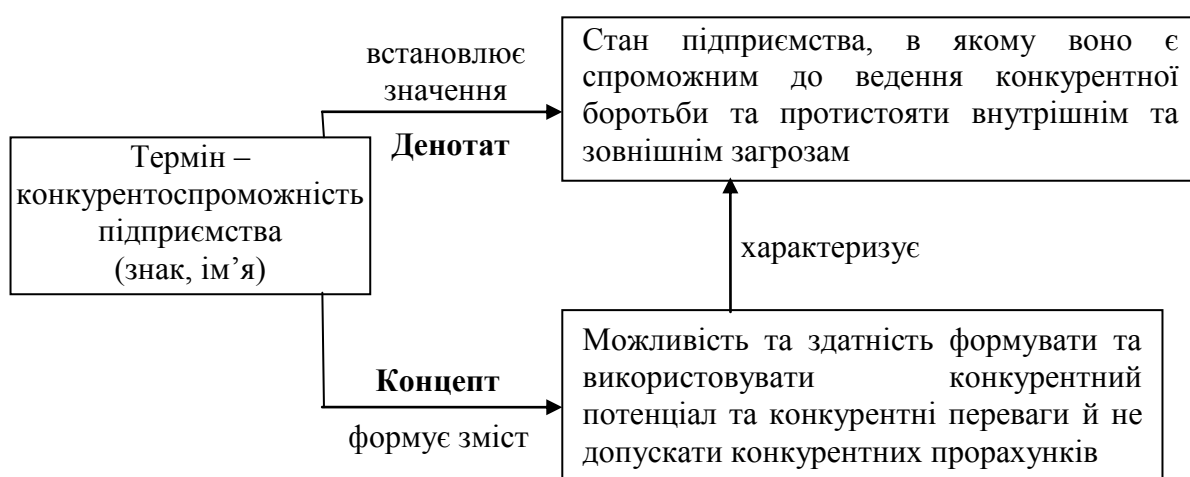 встановлює
значення
Денотат
Стан підприємства, в якому воно є
спроможним до ведення конкурентної
боротьби та протистояти внутрішнім та
зовнішнім загрозам
Термін –
конкурентоспроможність
підприємства
(знак, ім’я)
характеризує
Концепт
формує зміст
Можливість та здатність формувати та
використовувати конкурентний
потенціал та конкурентні переваги й не
допускати конкурентних прорахунків